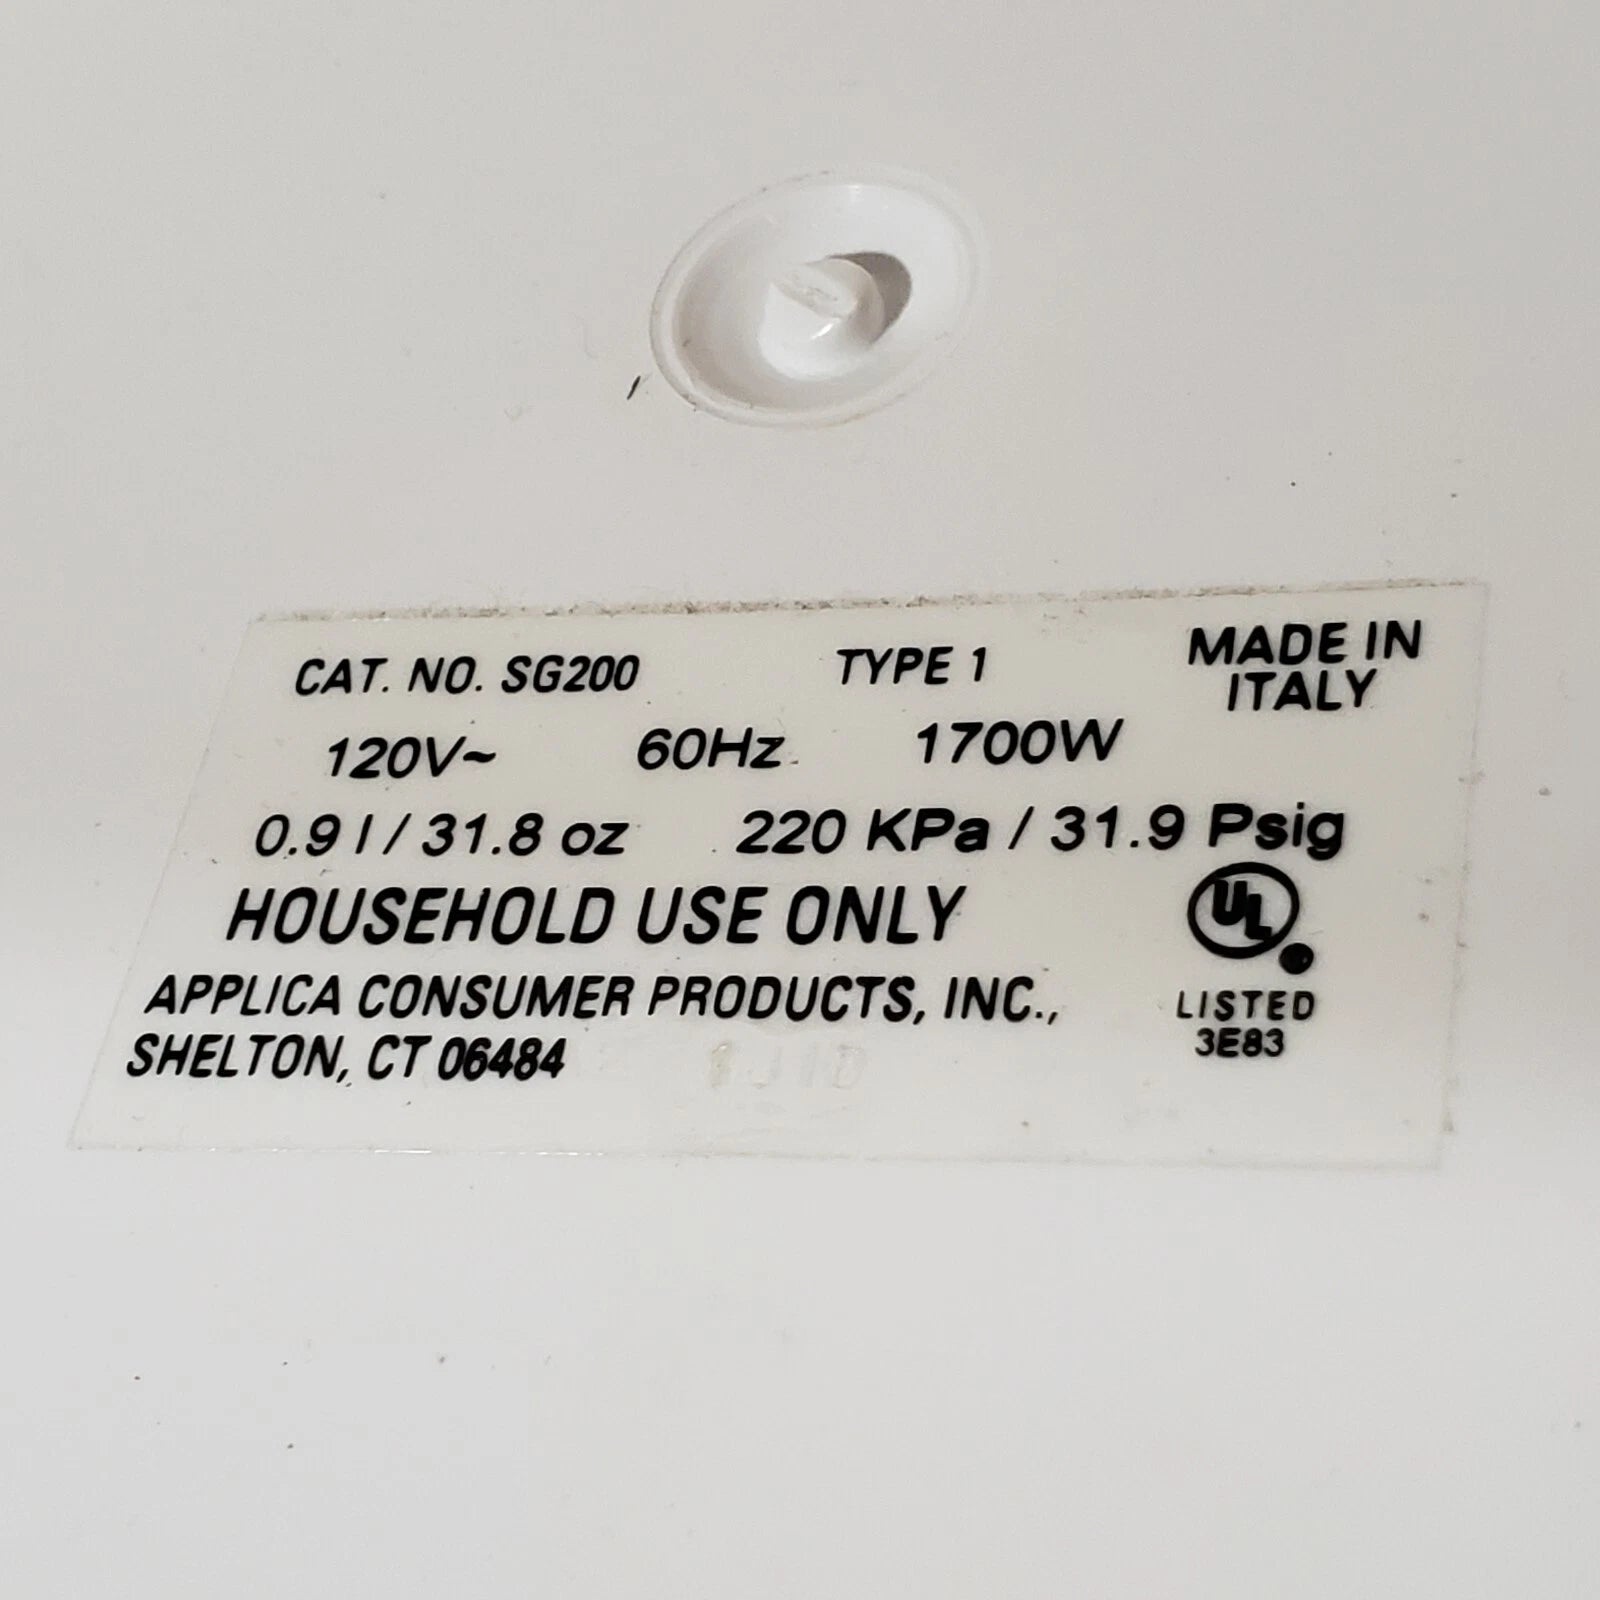 CAT. NO. SG200 TYPE 1 MADE IN
ITALY
120V~ 60Hz 1700W
0.9 l / 31.8 oz 220 KPa / 31.9 Psig
HOUSEHOLD USE ONLY
UL
APPLICA CONSUMER PRODUCTS, INC.,
SHELTON, CT 06484
LISTED
3E83